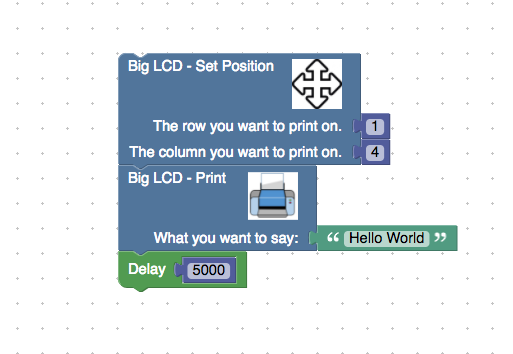 Big LCD - Set Position
The row you want to print on. 1
The column you want to print on. 4
Big LCD - Print
What you want to say: “ Hello World ”
Delay 5000